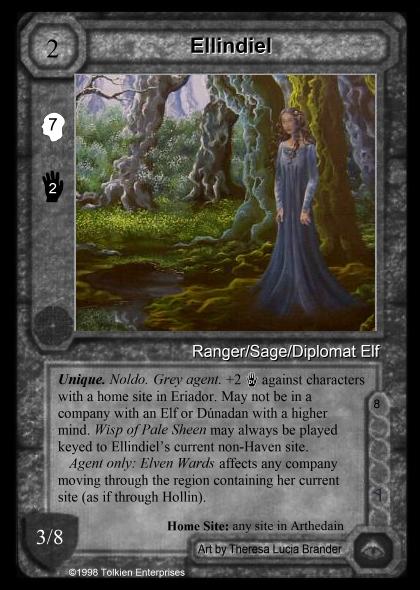 2
Ellindiel
7
2
Ranger/Sage/Diplomat Elf
Unique. Noldo. Grey agent. +2 against characters
with a home site in Eriador. May not be in a
company with an Elf or Dúnadan with a higher
mind. Wisp of Pale Sheen may always be played
keyed to Ellindiel's current non-Haven site.
Agent only: Elven Wards affects any company
moving through the region containing her current
site (as if through Hollin).
8
Home Site: any site in Arthedain
3/8
Art by Theresa Lucia Brander
©1998 Tolkien Enterprises